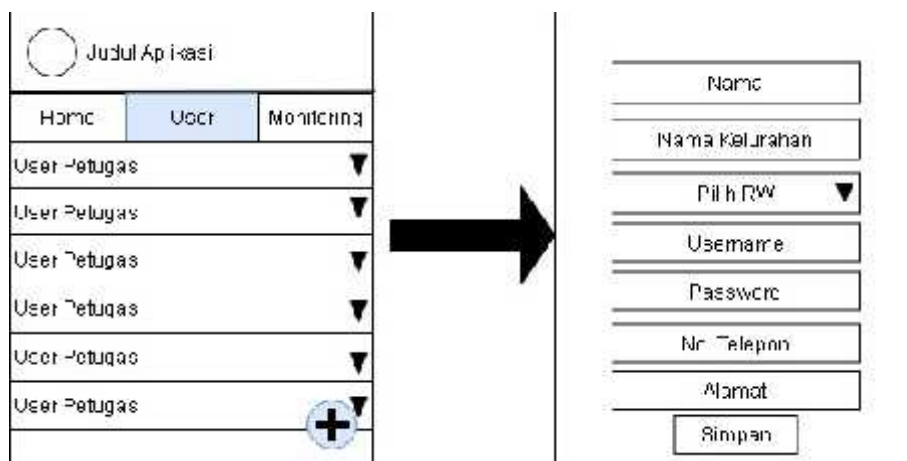 Judul Aplikasi
Home User Monitoring
User Petugas
User Petugas
User Petugas
User Petugas
User Petugas
User Petugas
Nama
Nama Kelurahan
Pilih RW
Username
Password
No. Telepon
Alamat
Simpan